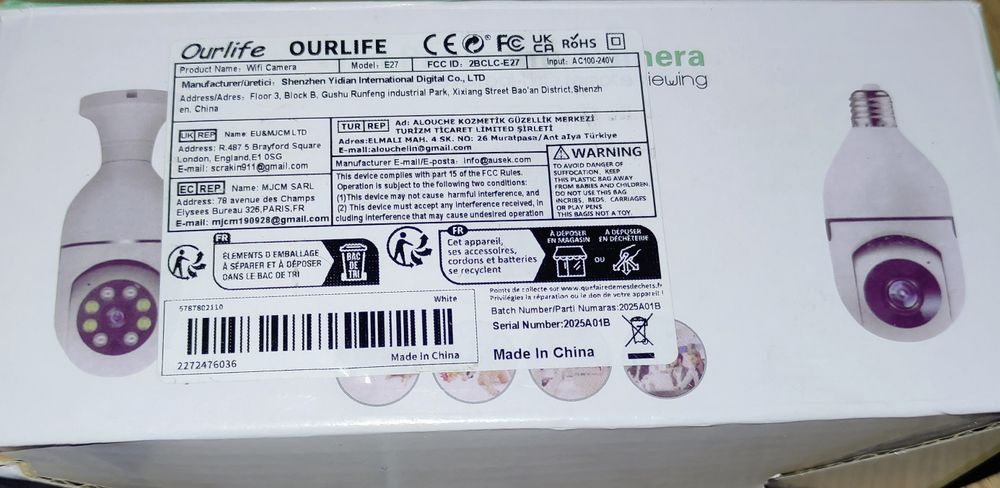 Ourlife OURLIFE CE FC UK CA RoHS
Product Name: Wifi Camera Model: E27 FCC ID: 2BCLC-E27 Input: AC100-240V
Manufacturer/üretici: Shenzhen Yidian International Digital Co., LTD
Address/Adres: Floor 3, Block B, Gushu Runfeng industrial Park, Xixiang Street Bao'an District,Shenzh
en, China
UK REP Name: EU&MJCM LTD
Address: R.487 5 Brayford Square
London, England,E1 0SG
E-mail: scrakin911@gmail.com
EC REP Name: MJCM SARL
Address: 78 avenue des Champs
Elysees Bureau 326,PARIS,FR
E-mail: mjcm190928@gmail.com
TUR REP Ad: ALOUCHE KOZMETİK GÜZELLİK MERKEZİ
TURİZM TİCARET LİMİTED ŞİRLETİ
Adres:ELMALI MAH. 4 SK. NO: 26 Muratpasa/Ant alya Türkiye
E-mail:alouchelin@gmail.com
Manufacturer E-mail/E-posta: info@ausek.com
This device complies with part 15 of the FCC Rules.
Operation is subject to the following two conditions:
(1)This device may not cause harmful interference, and
(2) This device must accept any interference received, in
cluding interference that may cause undesired operation
WARNING
TO AVOID DANGER OF
SUFFOCATION, KEEP
THIS PLASTIC BAG AWAY
FROM BABIES AND CHILDREN.
DO NOT USE THIS BAG
INCRIBS, BEDS, CARRIAGES
OR PLAY PENS
THIS BAGIS NOT A TOY.
FR
ÉLÉMENTS D'EMBALLAGE
À SÉPARER ET À DÉPOSER
DANS LE BAC DE TRI
BAC
DE
TRI
FR
Cet appareil,
ses accessoires,
cordons et batteries
se recyclent
À DÉPOSER
EN MAGASIN
OU
À DÉPOSER
EN DÉCHÈTERIE
Points de collecte sur www.quefairedemesdechets.fr
Privilégiez la réparation ou le don de votre appareil !
5787802110 White
2272476036 Made In China
Batch Number/Parti Numaras:2025A01B
Serial Number:2025A01B
Made In China
mera
iewing